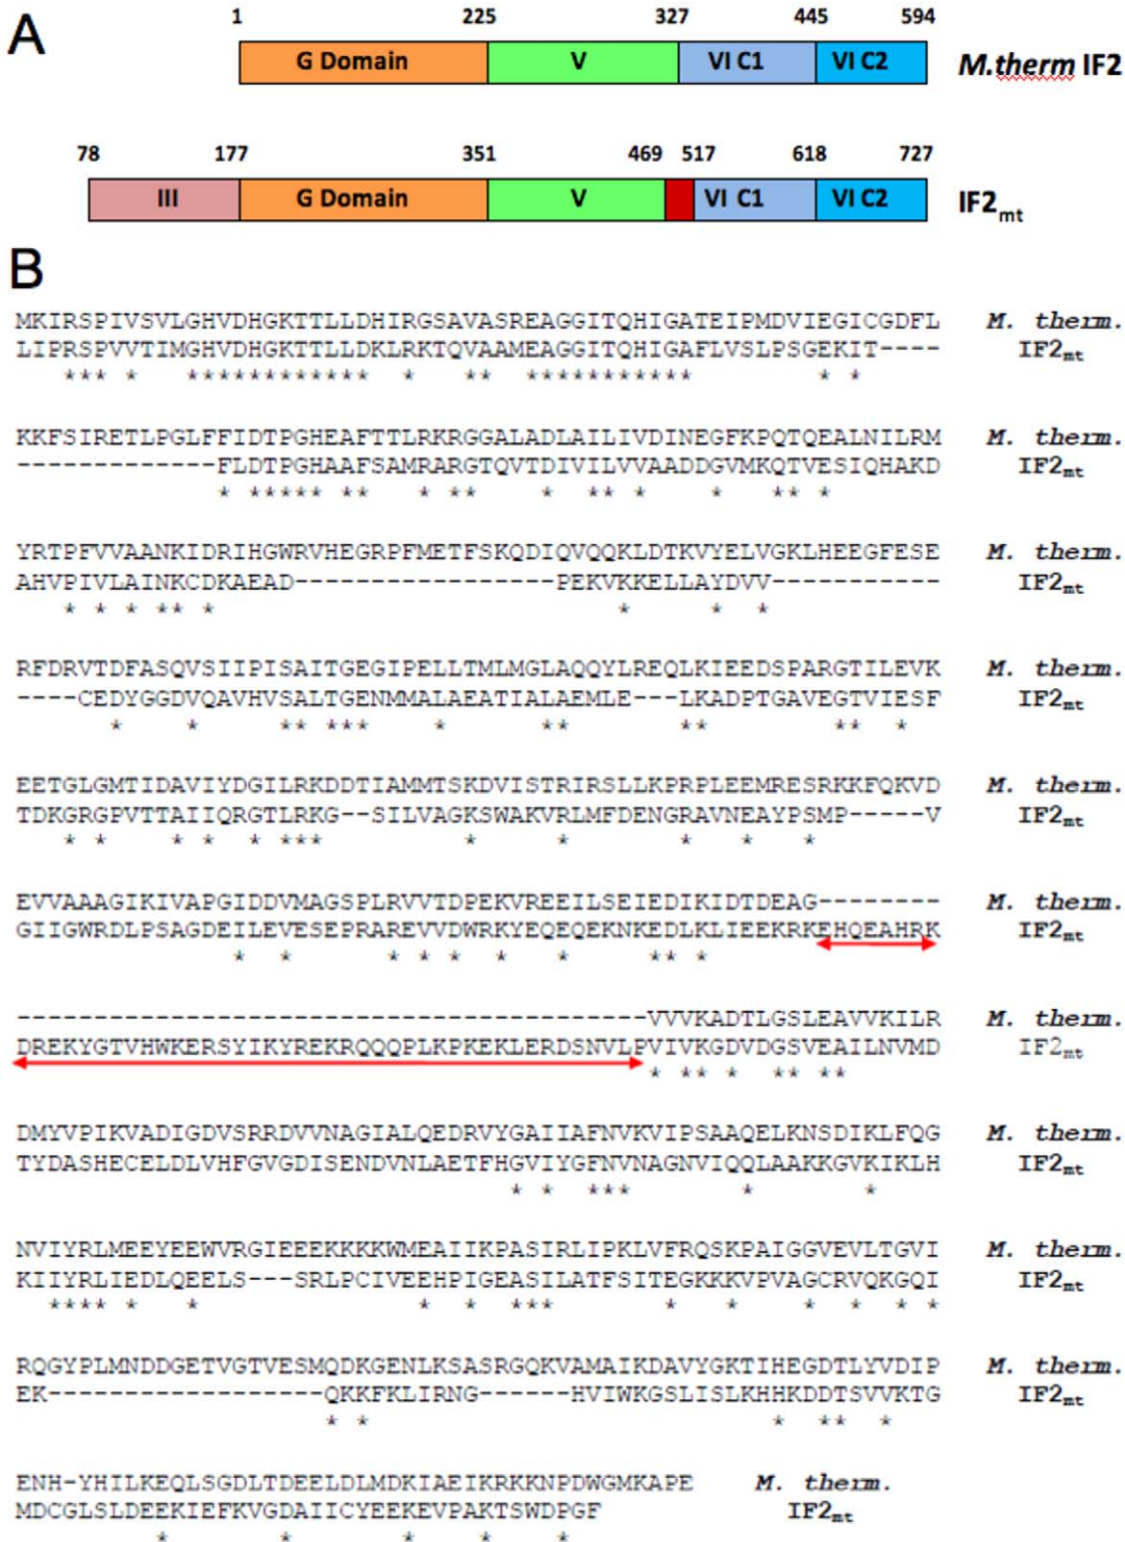 A
1 225 327 445 594
G Domain V VI C1 VI C2 M.therm IF2
78 177 351 469 517 618 727
III G Domain V VI C1 VI C2 IF2mt
B
MKIRSPIVSVLGHVDHGKTTLLDHIRGSAVASREAGGITQHIGATEIPMDVIEGICGDFL M. therm.
LIPRSPVVTIMGHVDHGKTTLLDKLRKTQVAAMEAGGITQHIGAFLVSLPSGEKIT---- IF2mt
*** * ************ * ** *********** * *
KKFSIRETLPGLFFIDTPGHEAFTTLRKRGGALADLAILIVDINEGFKPQTQEALNILRM M. therm.
-------------FLDTPGHAAFSAMRARGTQVTDIVILVVAADDGVMKQTVESIQHAKD IF2mt
* ***** ** * ** * ** * * ** *
YRTPFVVAANKIDRIHGWRVHEGRPFMETFSKQDIQVQQKLDTKVYELVGKLHEEGFESE M. therm.
AHVPIVLAINKCDKAEAD-----------------PEKVKKELLAYDVV----------- IF2mt
* * * ** * * * *
RFDRVTDFASQVSIIPISAITGEGIPELLTMLMGLAQQYLREQLKIEEDSPARGTILEVK M. therm.
----CEDYGGDVQAVHVSALTGENMMALAEATIALAEMLE---LKADPTGAVEGTVIESF IF2mt
* * ** *** * ** ** ** *
EETGLGMTIDAVIYDGILRKDDTIAMMTSKDVISTRIRSLLKPRPLEEMRESRKKFQKVD M. therm.
TDKGRGPVTTAIIQRGTLRKG--SILVAGKSWAKVRLMFDENGRAVNEAYPSMP-----V IF2mt
* * * * * *** * * * * *
EVVAAAGIKIVAPGIDDVMAGSPLRVVTDPEKVREEILSEIEDIKIDTDEAG-------- M. therm.
GIIGWRDLPSAGDEILEVESEPRAREVVDWRKYEQEQEKNKEDLKLIEEKRKEHQEAHRK IF2mt
* * * * * * * ** *
-----------------------------------------VVVKADTLGSLEAVVKILR M. therm.
DREKYGTVHWKERSYIKYREKRQQQPLKPKEKLERDSNVLPVIVKGDVDGSVEAILNVMD IF2mt
* ** * ** **
DMYVPIKVADIGDVSRRDVVNAGIALQEDRVYGAIIAFNVKVIPSAAQELKNSDIKLFQG M. therm.
TYDASHECELDLVHFGVGDISENDVNLAETFHGVIYGFNVNAGNVIQQLAAKKGVKIKLH IF2mt
* * *** * *
NVIYRLMEEYEEWVRGIEEEKKKKWMEAIIKPASIRLIPKLVFRQSKPAIGGVEVLTGVI M. therm.
KIIYRLIEDLQEELS---SRLPCIVEEHPIGEASILATFSITEGKKKVPVAGCRVQKGQI IF2mt
**** * * * * *** * * * * * *
RQGYPLMNDDGETVGTVESMQDKGENLKSASRGQKVAMAIKDAVYGKTIHEGDTLYVDIP M. therm.
EK------------------QKKFKLIRNG------HVIWKGSLISLKHHKDDTSVVKTG IF2mt
* * * ** *
ENH-YHILKEQLSGDLTDEELDLMDKIAEIKRKKNPDWGMKAPE M. therm.
MDCGLSLDEEKIEFKVGDAIICYEEKEVPAKTSWDPGF IF2mt
* * * * *